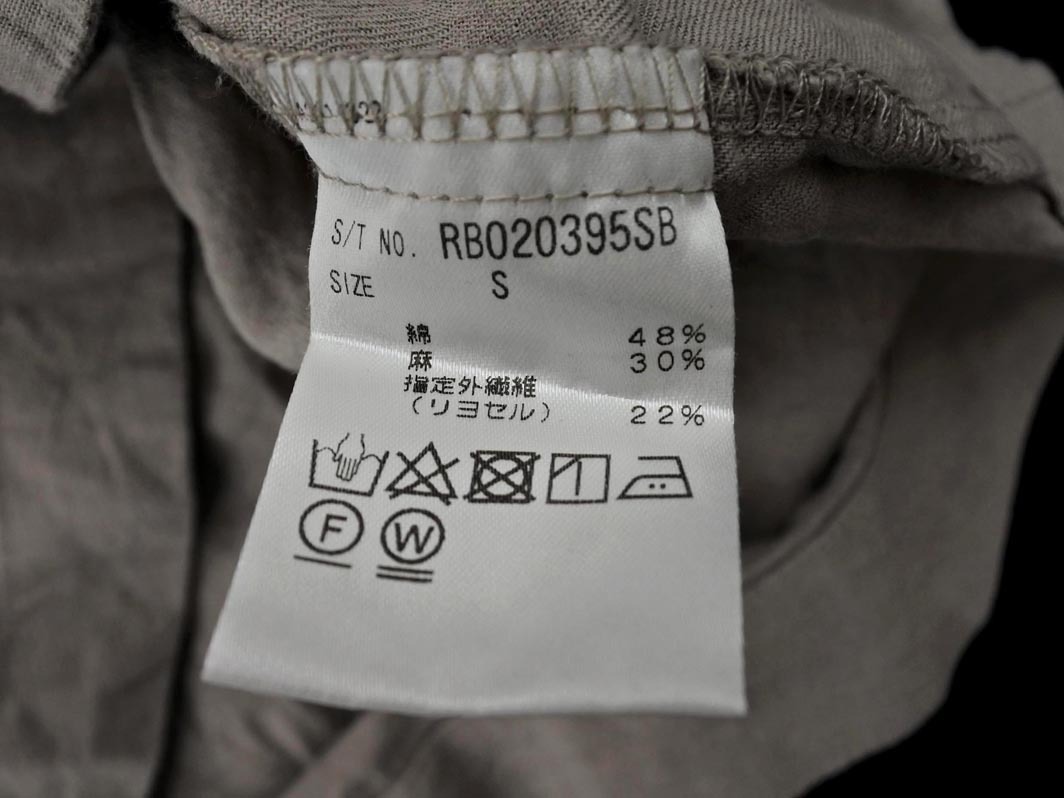 S/T NO. RB020395SB
SIZE S
綿 48%
麻 30%
指定外繊維
(リヨセル) 22%
F
W